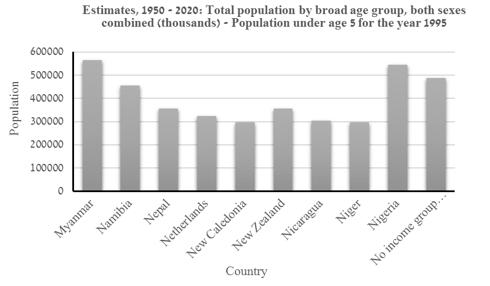 Estimates, 1950 - 2020: Total population by broad age group, both sexes
combined (thousands) - Population under age 5 for the year 1995
600000
500000
400000
300000
200000
100000
0
Population
Myanmar
Namibia
Nepal
Netherlands
New Caledonia
New Zealand
Nicaragua
Niger
Nigeria
No income group...
Country